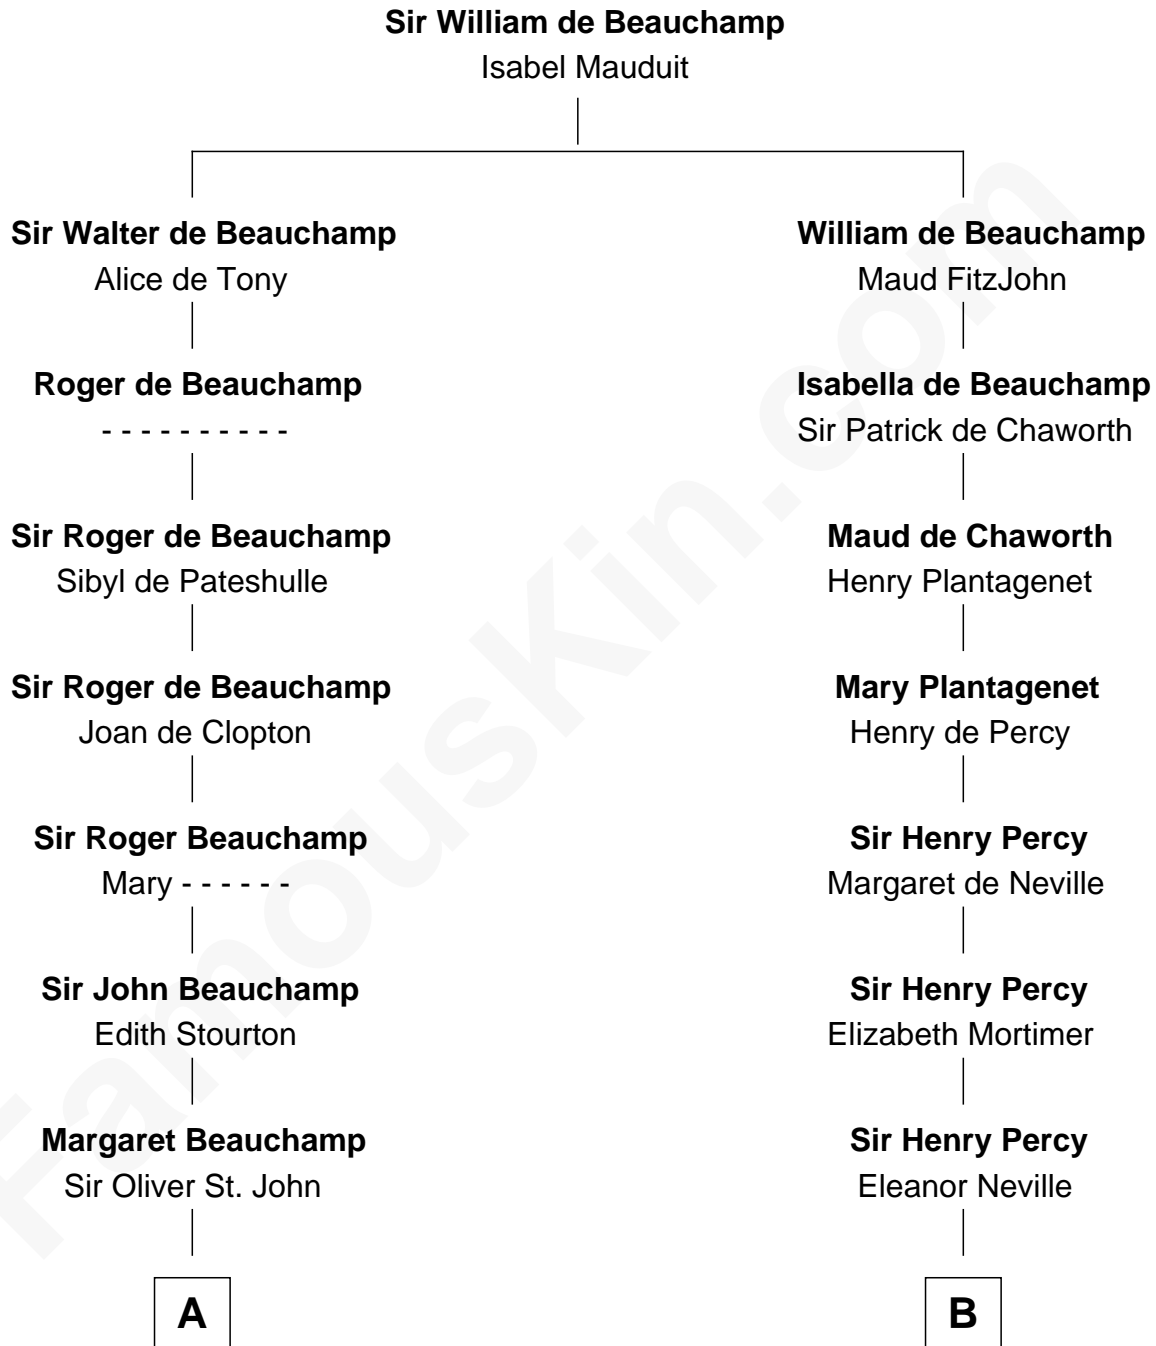 Sir William de Beauchamp
Isabel Mauduit
Sir Walter de Beauchamp
Alice de Tony
Roger de Beauchamp
- - - - - - - - - -
Sir Roger de Beauchamp
Sibyl de Pateshulle
Sir Roger de Beauchamp
Joan de Clopton
Sir Roger Beauchamp
Mary - - - - - -
Sir John Beauchamp
Edith Stourton
Margaret Beauchamp
Sir Oliver St. John
A
William de Beauchamp
Maud FitzJohn
Isabella de Beauchamp
Sir Patrick de Chaworth
Maud de Chaworth
Henry Plantagenet
Mary Plantagenet
Henry de Percy
Sir Henry Percy
Margaret de Neville
Sir Henry Percy
Elizabeth Mortimer
Sir Henry Percy
Eleanor Neville
B
FamousKin.com